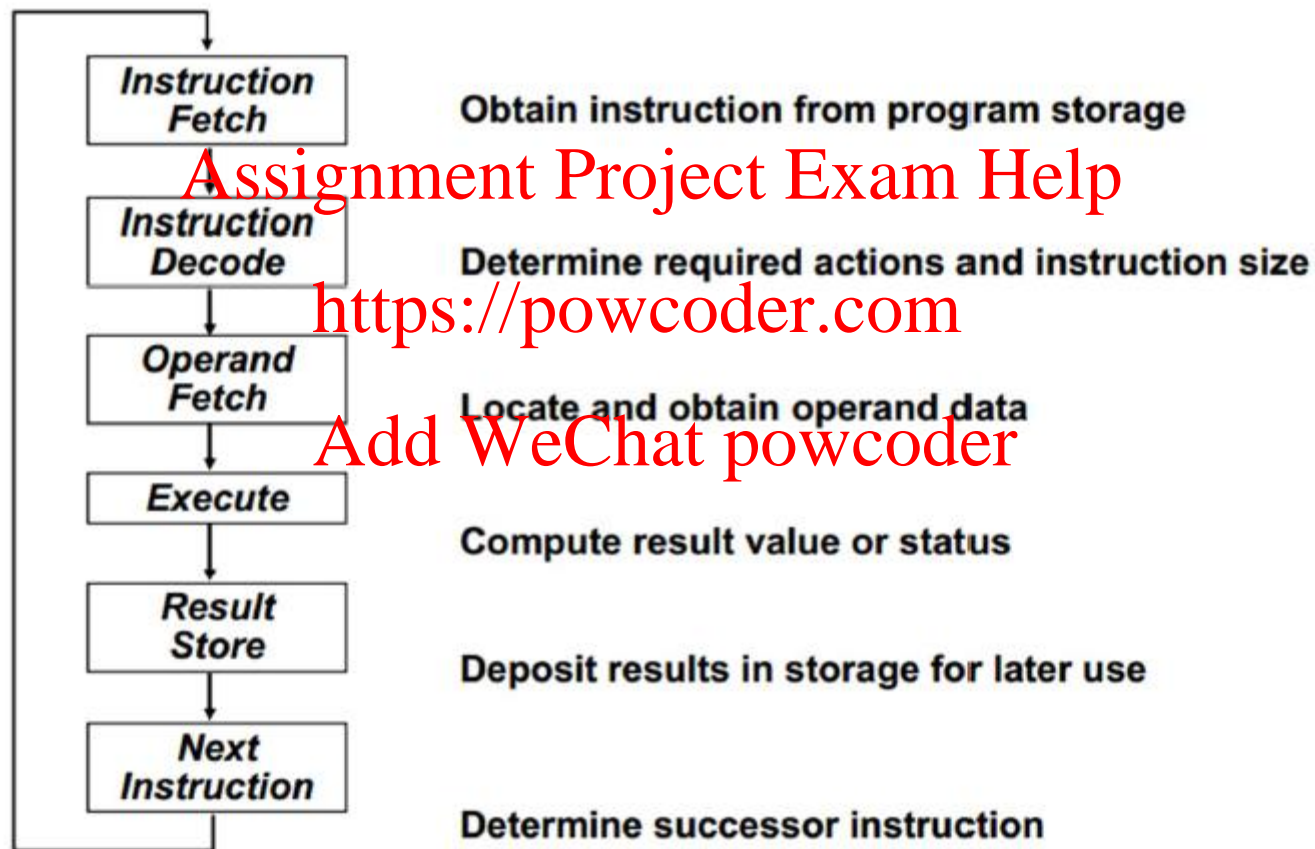 Instruction
Fetch
Obtain instruction from program storage
Assignment Project Exam Help
Instruction
Decode
Determine required actions and instruction size
https://powcoder.com
Operand
Fetch
Locate and obtain operand data
Add WeChat powcoder
Execute
Compute result value or status
Result
Store
Deposit results in storage for later use
Next
Instruction
Determine successor instruction